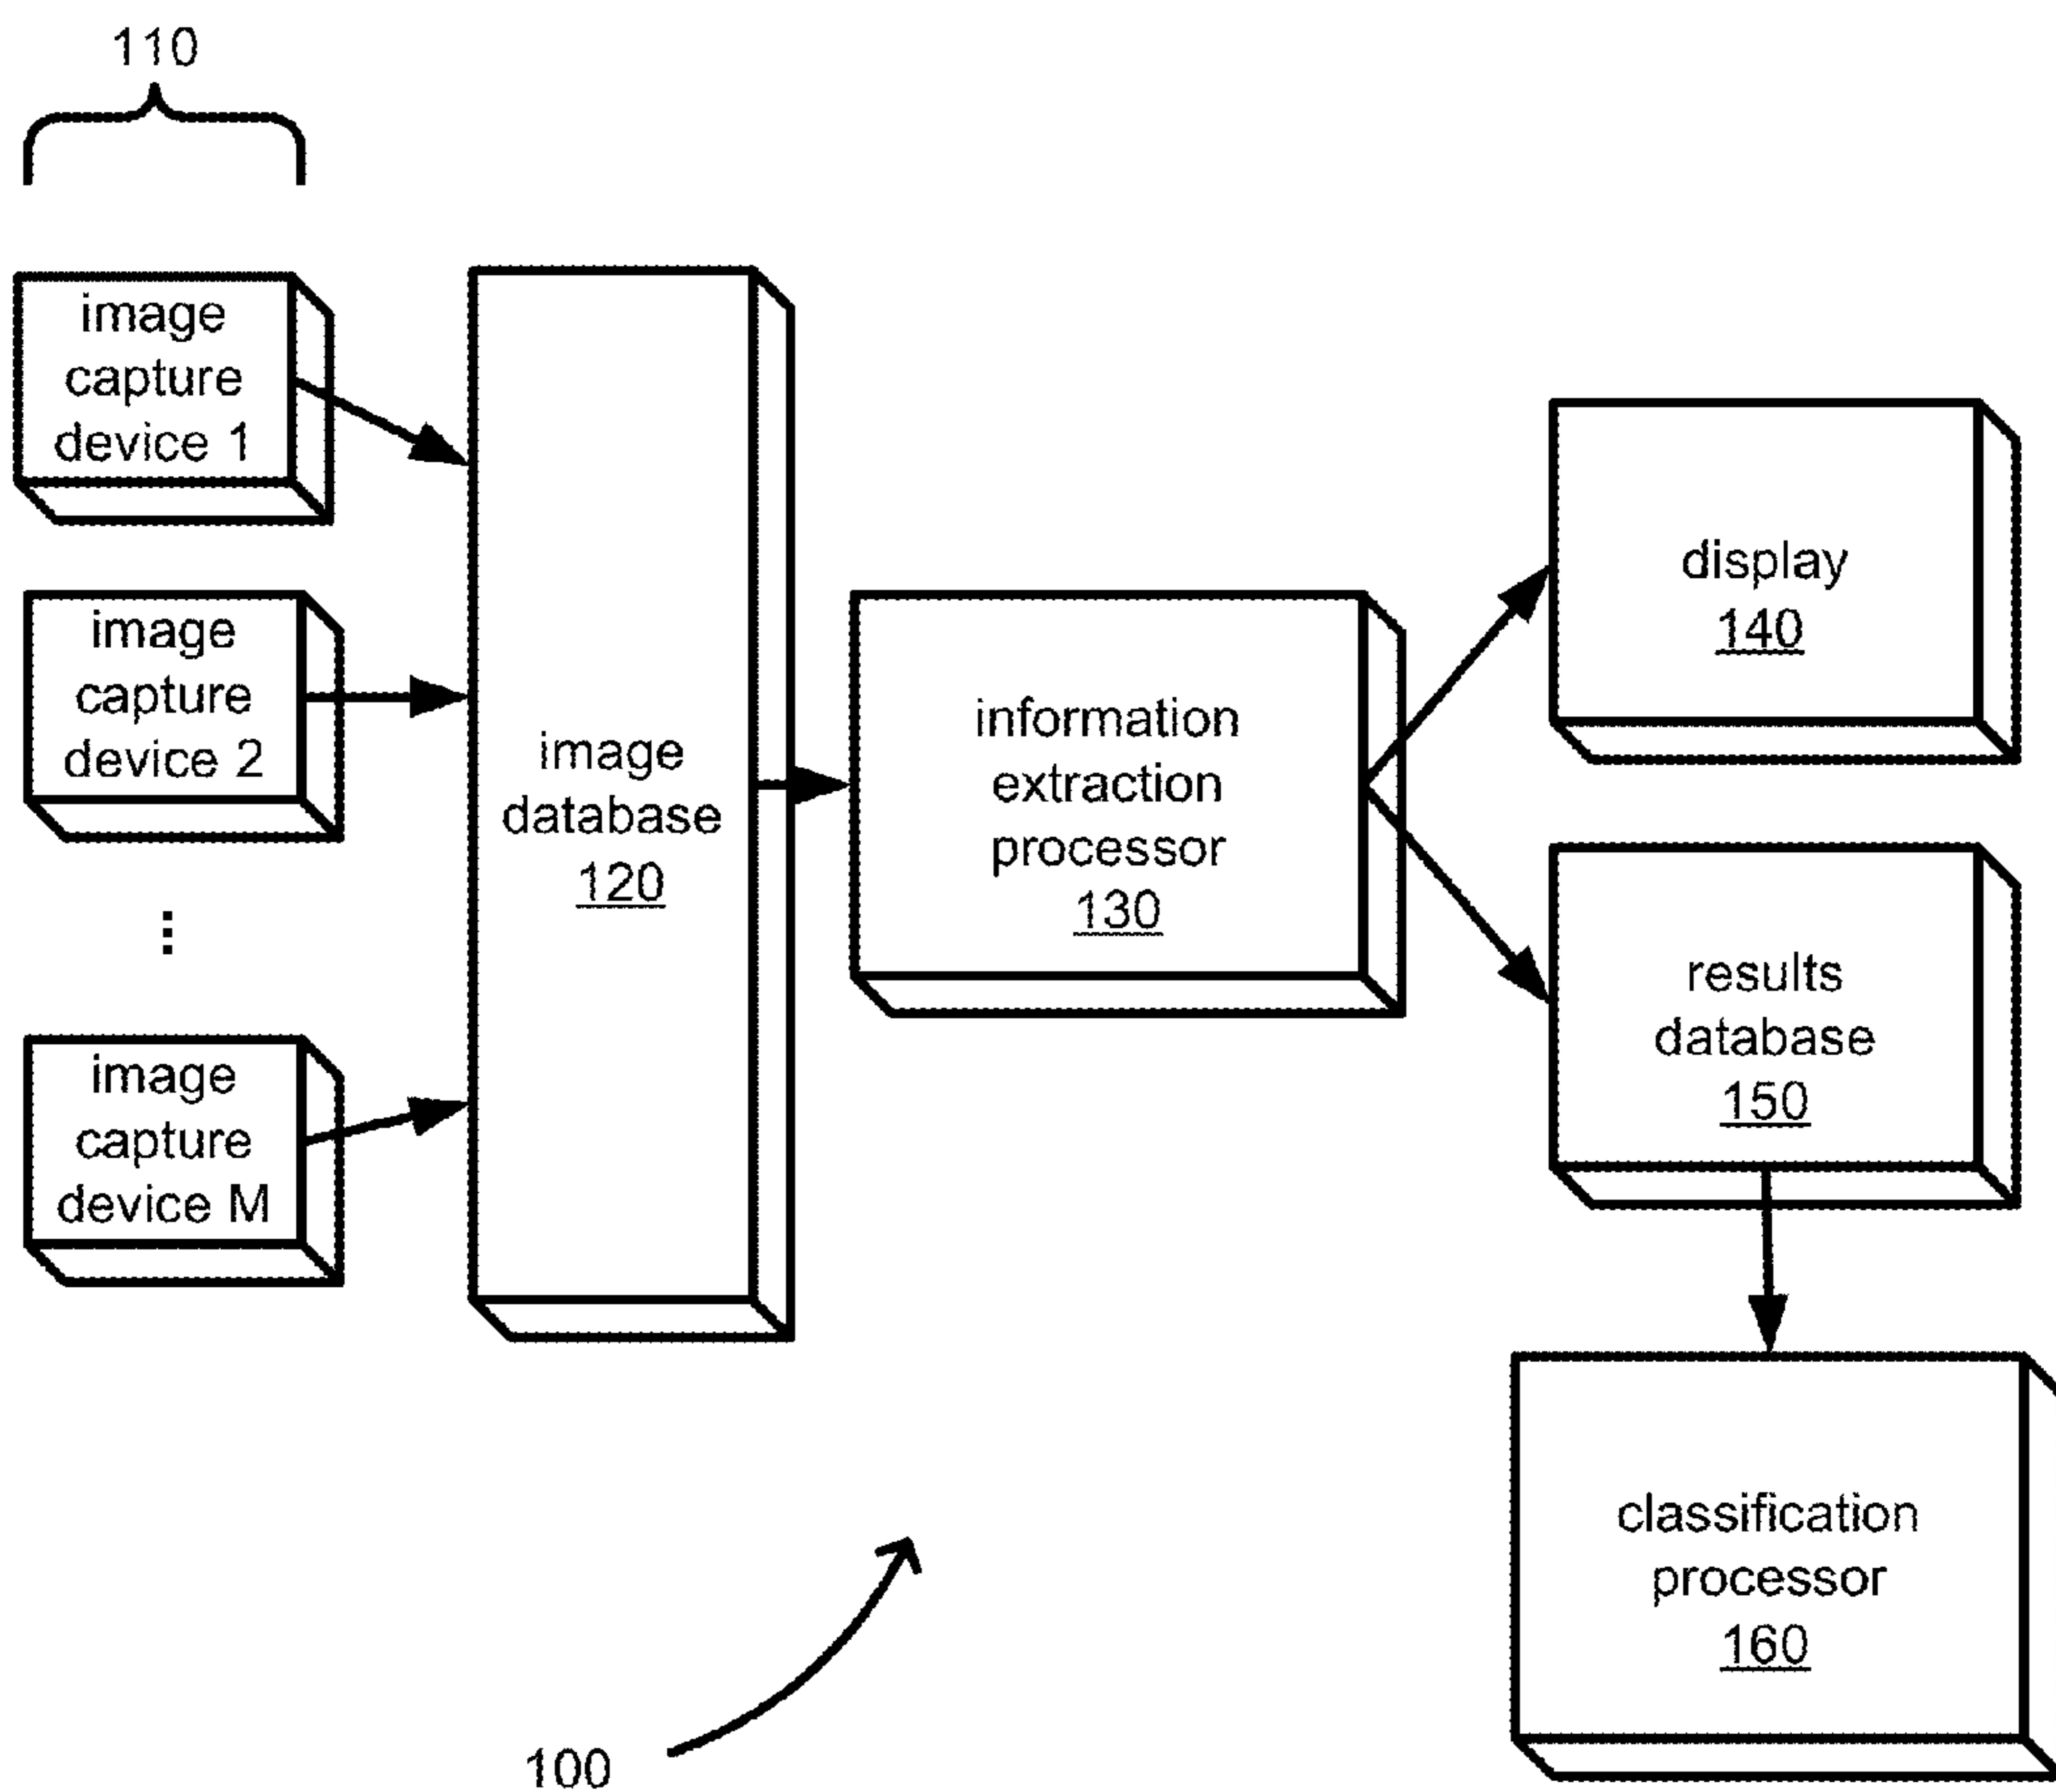 110
image
capture
device 1
image
capture
device 2
...
image
capture
device M
image
database
120
information
extraction
processor
130
display
140
results
database
150
classification
processor
160
100